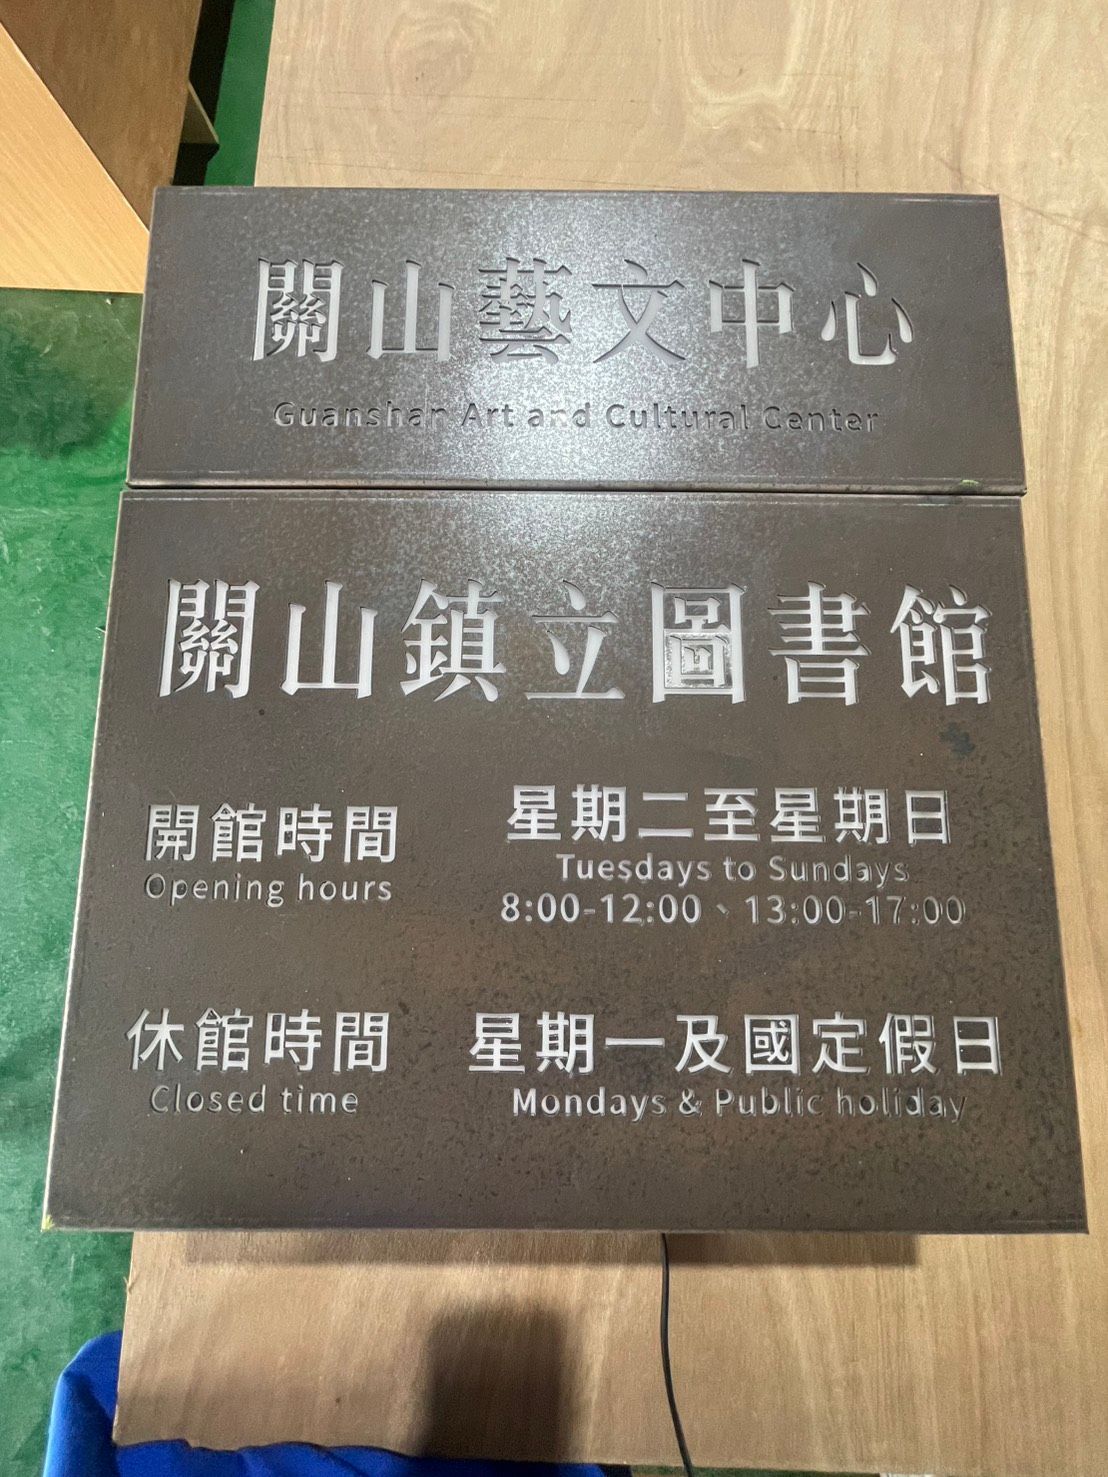 關山藝文中心
Guanshan Art and Cultural Center
關山鎮立圖書館
開館時間
Opening hours
星期二至星期日
Tuesdays to Sundays
8:00-12:00、13:00-17:00
休館時間
Closed time
星期一及國定假日
Mondays & Public holiday